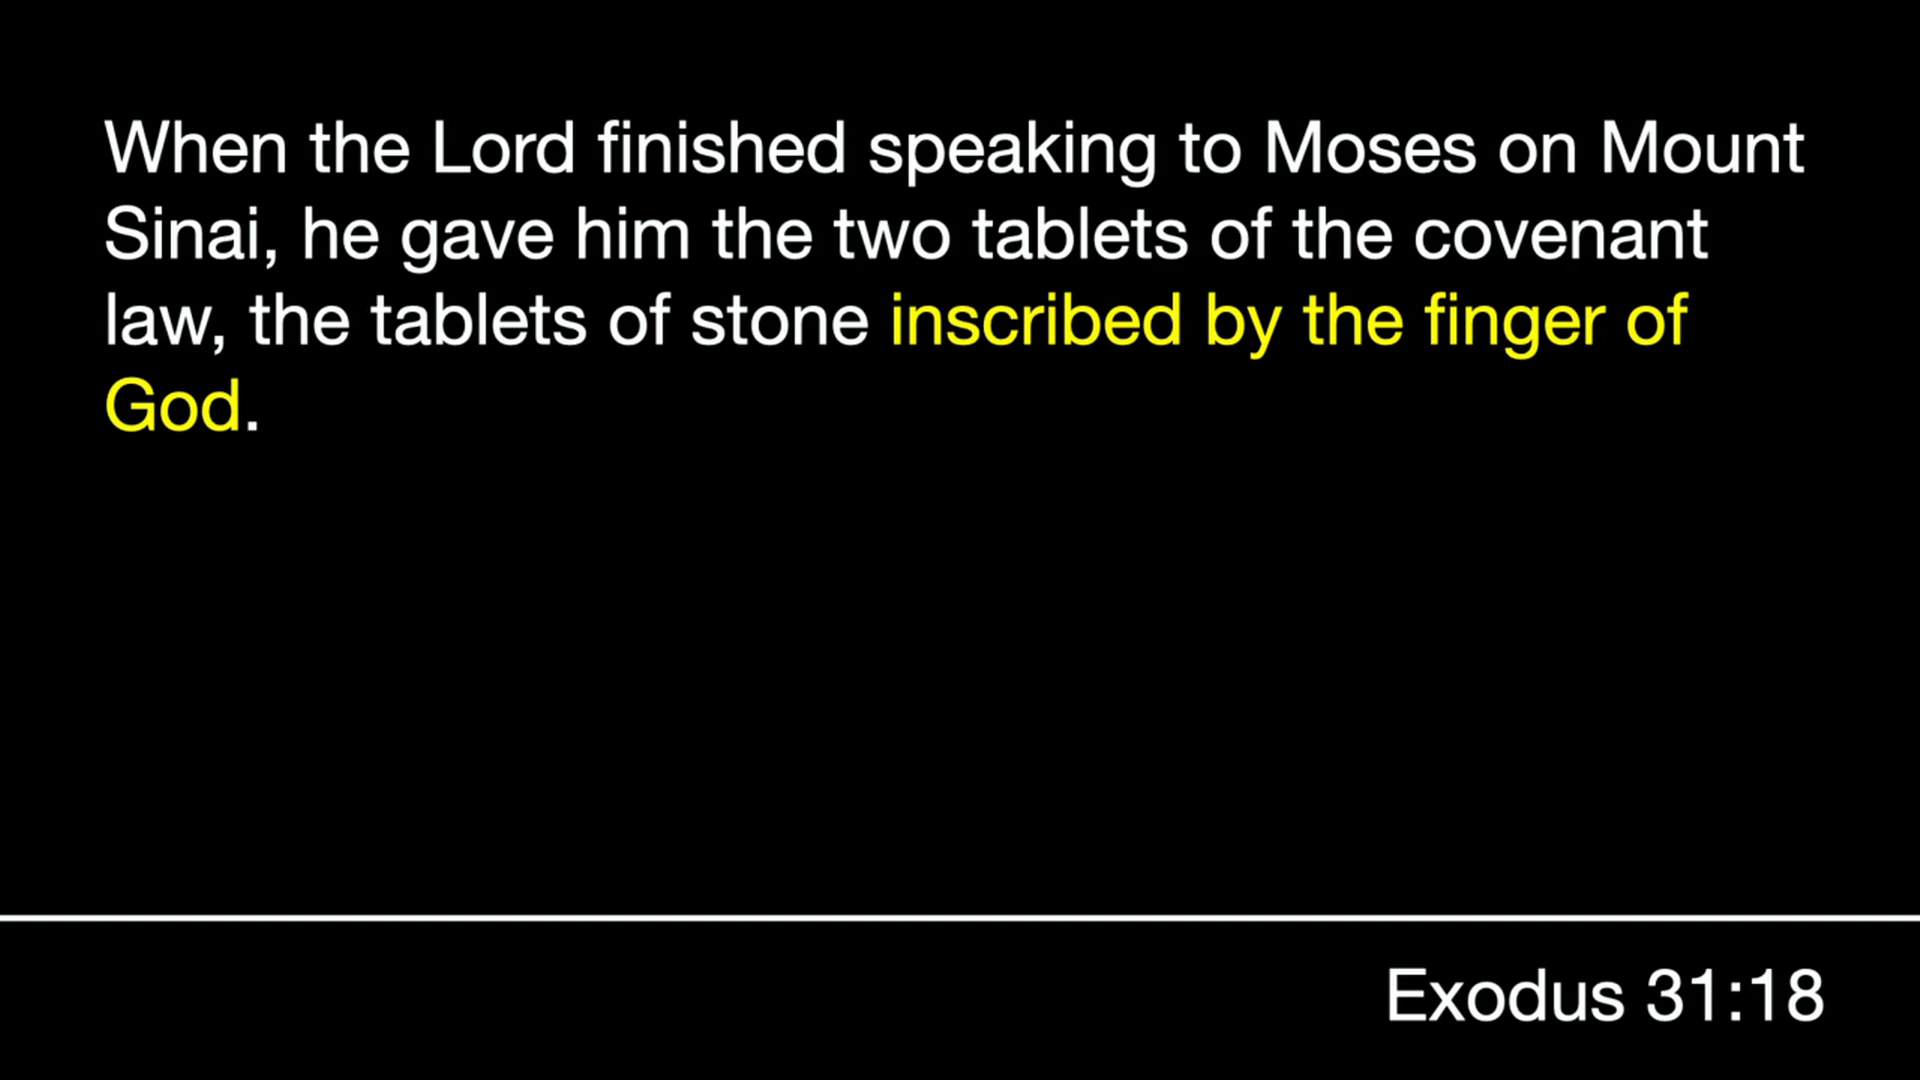 When the Lord finished speaking to Moses on Mount
Sinai, he gave him the two tablets of the covenant
law, the tablets of stone inscribed by the finger of
God.
Exodus 31:18